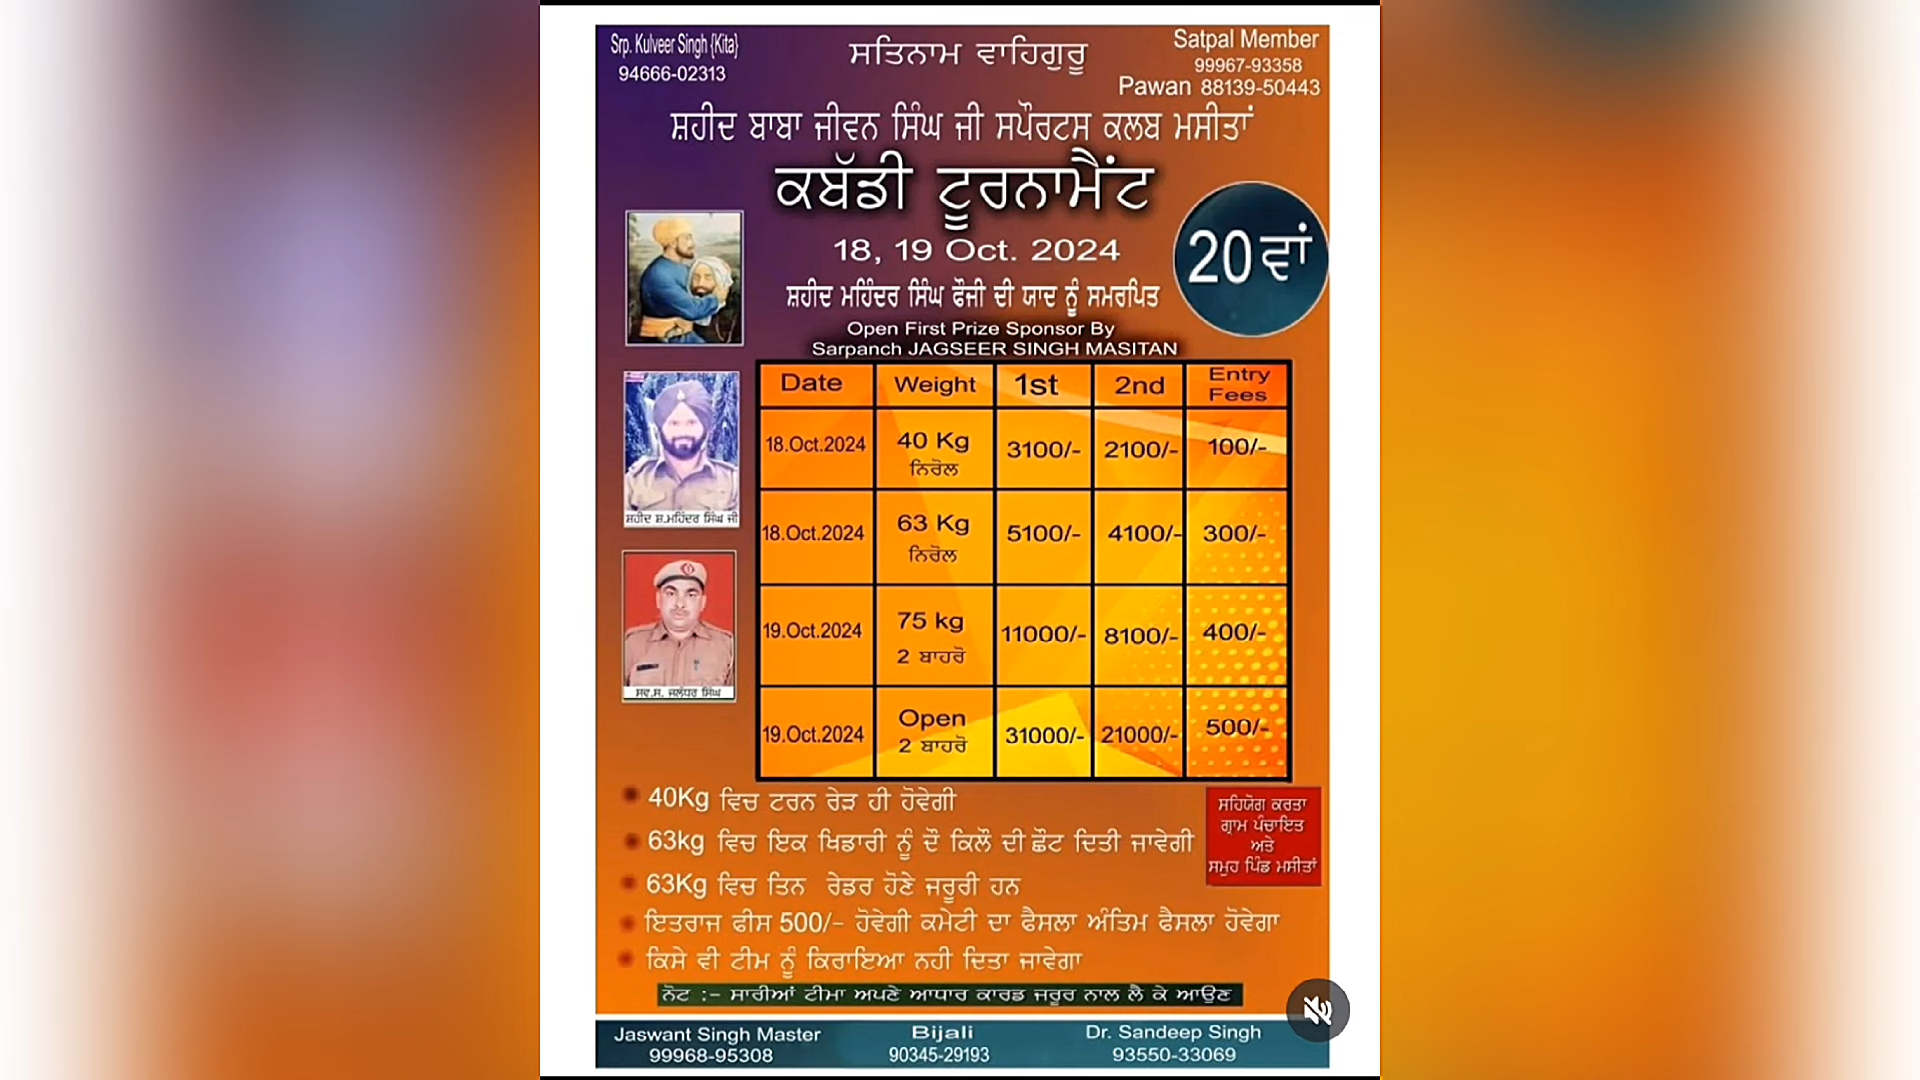 Srp. Kulveer Singh {Kita}
94666-02313
ਸਤਿਨਾਮ ਵਾਹਿਗੁਰੂ
Satpal Member
99967-93358
Pawan 88139-50443
ਸ਼ਹੀਦ ਬਾਬਾ ਜੀਵਨ ਸਿੰਘ ਜੀ ਸਪੌਰਟਸ ਕਲਬ ਮਸੀਤਾਂ
ਕਬੱਡੀ ਟੂਰਨਾਮੈਂਟ
20ਵਾਂ
18, 19 Oct. 2024
ਸ਼ਹੀਦ ਮਹਿੰਦਰ ਸਿੰਘ ਫੌਜੀ ਦੀ ਯਾਦ ਨੂੰ ਸਮਰਪਿਤ
Open First Prize Sponsor By
Sarpanch JAGSEER SINGH MASITAN
Date Weight 1st 2nd Entry Fees
18.Oct.2024 40 Kg ਨਿਰੋਲ 3100/- 2100/- 100/-
18.Oct.2024 63 Kg ਨਿਰੋਲ 5100/- 4100/- 300/-
19.Oct.2024 75 kg 2 ਬਾਹਰੋ 11000/- 8100/- 400/-
19.Oct.2024 Open 2 ਬਾਹਰੋ 31000/- 21000/- 500/-
ਸ਼ਹੀਦ ਸ਼.ਮਹਿੰਦਰ ਸਿੰਘ ਜੀ
ਸਵ.ਸ. ਜਲੰਧਰ ਸਿੰਘ
40Kg ਵਿਚ ਟਰਨ ਰੇਡ਼ ਹੀ ਹੋਵੇਗੀ
63kg ਵਿਚ ਇਕ ਖਿਡਾਰੀ ਨੂੰ ਦੌ ਕਿਲੌ ਦੀ ਛੌਟ ਦਿਤੀ ਜਾਵੇਗੀ
63Kg ਵਿਚ ਤਿਨ ਰੇਡਰ ਹੋਣੇ ਜਰੂਰੀ ਹਨ
ਇਤਰਾਜ ਫੀਸ 500/- ਹੋਵੇਗੀ ਕਮੇਟੀ ਦਾ ਫੈਸਲਾ ਅੰਤਿਮ ਫੈਸਲਾ ਹੋਵੇਗਾ
ਕਿਸੇ ਵੀ ਟੀਮ ਨੂੰ ਕਿਰਾਇਆ ਨਹੀ ਦਿਤਾ ਜਾਵੇਗਾ
ਸਹਿਯੋਗ ਕਰਤਾ
ਗ੍ਰਾਮ ਪੰਚਾਇਤ
ਅਤੇ
ਸਮੁਹ ਪਿੰਡ ਮਸੀਤਾਂ
ਨੋਟ :- ਸਾਰੀਆਂ ਟੀਮਾ ਅਪਣੇ ਆਧਾਰ ਕਾਰਡ ਜਰੂਰ ਨਾਲ ਲੈ ਕੇ ਆਉਣ
Jaswant Singh Master
99968-95308
Bijali
90345-29193
Dr. Sandeep Singh
93550-33069